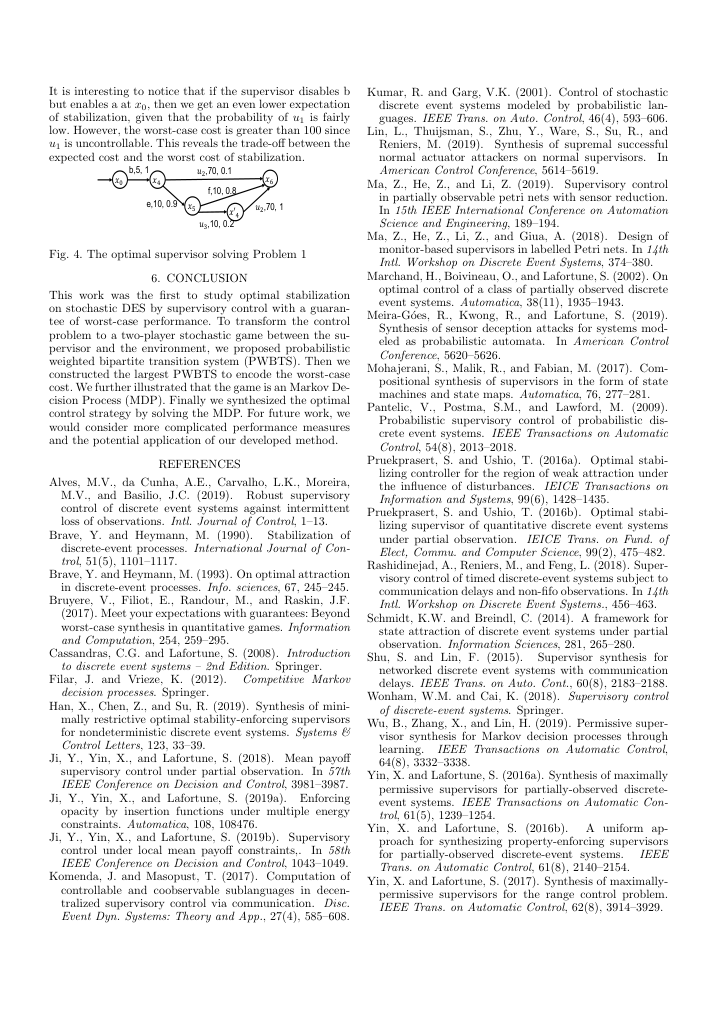 It is interesting to notice that if the supervisor disables b
but enables a at x0, then we get an even lower expectation
of stabilization, given that the probability of u1 is fairly
low. However, the worst-case cost is greater than 100 since
u1 is uncontrollable. This reveals the trade-off between the
expected cost and the worst cost of stabilization.
b,5, 1
u2,70, 0.1
x0
x4
x6
f,10, 0.8
e,10, 0.9
x5
x'4
u2,70, 1
u3,10, 0.2
Fig. 4. The optimal supervisor solving Problem 1
6. CONCLUSION
This work was the first to study optimal stabilization
on stochastic DES by supervisory control with a guaran-
tee of worst-case performance. To transform the control
problem to a two-player stochastic game between the su-
pervisor and the environment, we proposed probabilistic
weighted bipartite transition system (PWBTS). Then we
constructed the largest PWBTS to encode the worst-case
cost. We further illustrated that the game is an Markov De-
cision Process (MDP). Finally we synthesized the optimal
control strategy by solving the MDP. For future work, we
would consider more complicated performance measures
and the potential application of our developed method.
REFERENCES
Alves, M.V., da Cunha, A.E., Carvalho, L.K., Moreira,
M.V., and Basilio, J.C. (2019). Robust supervisory
control of discrete event systems against intermittent
loss of observations. Intl. Journal of Control, 1–13.
Brave, Y. and Heymann, M. (1990). Stabilization of
discrete-event processes. International Journal of Con-
trol, 51(5), 1101–1117.
Brave, Y. and Heymann, M. (1993). On optimal attraction
in discrete-event processes. Info. sciences, 67, 245–245.
Bruyere, V., Filiot, E., Randour, M., and Raskin, J.F.
(2017). Meet your expectations with guarantees: Beyond
worst-case synthesis in quantitative games. Information
and Computation, 254, 259–295.
Cassandras, C.G. and Lafortune, S. (2008). Introduction
to discrete event systems – 2nd Edition. Springer.
Filar, J. and Vrieze, K. (2012). Competitive Markov
decision processes. Springer.
Han, X., Chen, Z., and Su, R. (2019). Synthesis of mini-
mally restrictive optimal stability-enforcing supervisors
for nondeterministic discrete event systems. Systems &
Control Letters, 123, 33–39.
Ji, Y., Yin, X., and Lafortune, S. (2018). Mean payoff
supervisory control under partial observation. In 57th
IEEE Conference on Decision and Control, 3981–3987.
Ji, Y., Yin, X., and Lafortune, S. (2019a). Enforcing
opacity by insertion functions under multiple energy
constraints. Automatica, 108, 108476.
Ji, Y., Yin, X., and Lafortune, S. (2019b). Supervisory
control under local mean payoff constraints,. In 58th
IEEE Conference on Decision and Control, 1043–1049.
Komenda, J. and Masopust, T. (2017). Computation of
controllable and coobservable sublanguages in decen-
tralized supervisory control via communication. Disc.
Event Dyn. Systems: Theory and App., 27(4), 585–608.
Kumar, R. and Garg, V.K. (2001). Control of stochastic
discrete event systems modeled by probabilistic lan-
guages. IEEE Trans. on Auto. Control, 46(4), 593–606.
Lin, L., Thuijsman, S., Zhu, Y., Ware, S., Su, R., and
Reniers, M. (2019). Synthesis of supremal successful
normal actuator attackers on normal supervisors. In
American Control Conference, 5614–5619.
Ma, Z., He, Z., and Li, Z. (2019). Supervisory control
in partially observable petri nets with sensor reduction.
In 15th IEEE International Conference on Automation
Science and Engineering, 189–194.
Ma, Z., He, Z., Li, Z., and Giua, A. (2018). Design of
monitor-based supervisors in labelled Petri nets. In 14th
Intl. Workshop on Discrete Event Systems, 374–380.
Marchand, H., Boivineau, O., and Lafortune, S. (2002). On
optimal control of a class of partially observed discrete
event systems. Automatica, 38(11), 1935–1943.
Meira-Góes, R., Kwong, R., and Lafortune, S. (2019).
Synthesis of sensor deception attacks for systems mod-
eled as probabilistic automata. In American Control
Conference, 5620–5626.
Mohajerani, S., Malik, R., and Fabian, M. (2017). Com-
positional synthesis of supervisors in the form of state
machines and state maps. Automatica, 76, 277–281.
Pantelic, V., Postma, S.M., and Lawford, M. (2009).
Probabilistic supervisory control of probabilistic dis-
crete event systems. IEEE Transactions on Automatic
Control, 54(8), 2013–2018.
Pruekprasert, S. and Ushio, T. (2016a). Optimal stabi-
lizing controller for the region of weak attraction under
the influence of disturbances. IEICE Transactions on
Information and Systems, 99(6), 1428–1435.
Pruekprasert, S. and Ushio, T. (2016b). Optimal stabi-
lizing supervisor of quantitative discrete event systems
under partial observation. IEICE Trans. on Fund. of
Elect, Commu. and Computer Science, 99(2), 475–482.
Rashidinejad, A., Reniers, M., and Feng, L. (2018). Super-
visory control of timed discrete-event systems subject to
communication delays and non-fifo observations. In 14th
Intl. Workshop on Discrete Event Systems., 456–463.
Schmidt, K.W. and Breindl, C. (2014). A framework for
state attraction of discrete event systems under partial
observation. Information Sciences, 281, 265–280.
Shu, S. and Lin, F. (2015). Supervisor synthesis for
networked discrete event systems with communication
delays. IEEE Trans. on Auto. Cont., 60(8), 2183–2188.
Wonham, W.M. and Cai, K. (2018). Supervisory control
of discrete-event systems. Springer.
Wu, B., Zhang, X., and Lin, H. (2019). Permissive super-
visor synthesis for Markov decision processes through
learning. IEEE Transactions on Automatic Control,
64(8), 3332–3338.
Yin, X. and Lafortune, S. (2016a). Synthesis of maximally
permissive supervisors for partially-observed discrete-
event systems. IEEE Transactions on Automatic Con-
trol, 61(5), 1239–1254.
Yin, X. and Lafortune, S. (2016b). A uniform ap-
proach for synthesizing property-enforcing supervisors
for partially-observed discrete-event systems. IEEE
Trans. on Automatic Control, 61(8), 2140–2154.
Yin, X. and Lafortune, S. (2017). Synthesis of maximally-
permissive supervisors for the range control problem.
IEEE Trans. on Automatic Control, 62(8), 3914–3929.